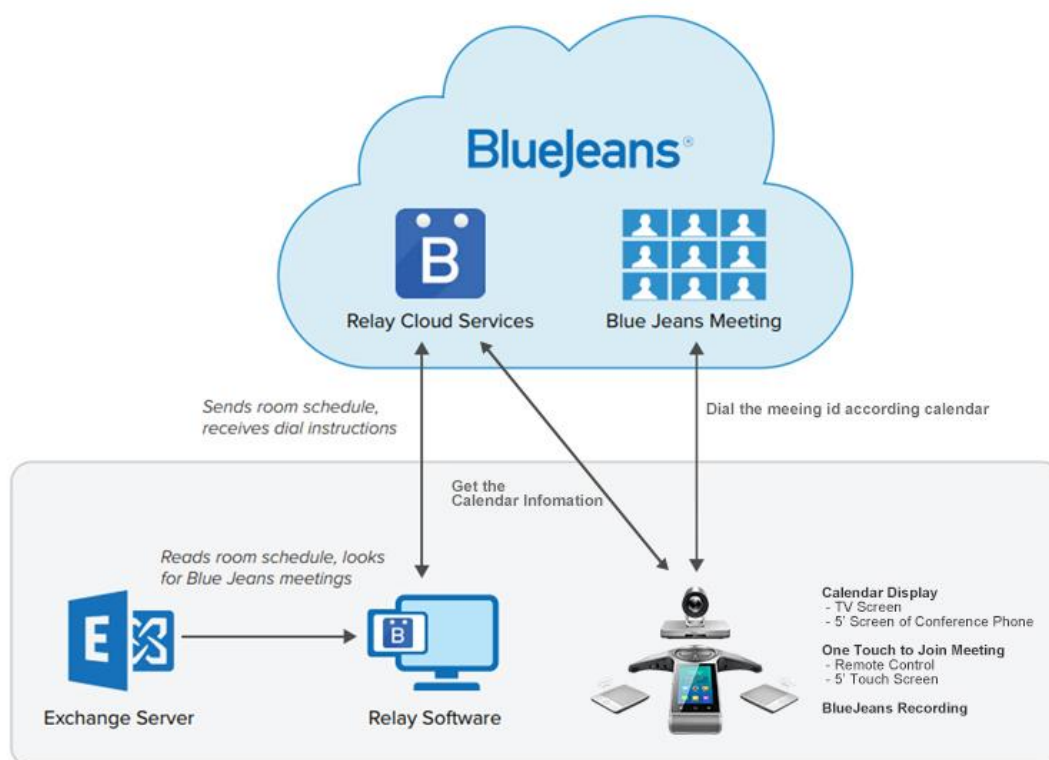 BlueJeans®
B
Relay Cloud Services
Blue Jeans Meeting
Sends room schedule,
receives dial instructions
Dial the meeing id according calendar
Get the
Calendar Infomation
Reads room schedule, looks
for Blue Jeans meetings
E
B
Exchange Server
Relay Software
Calendar Display
- TV Screen
- 5' Screen of Conference Phone
One Touch to Join Meeting
- Remote Control
- 5' Touch Screen
BlueJeans Recording